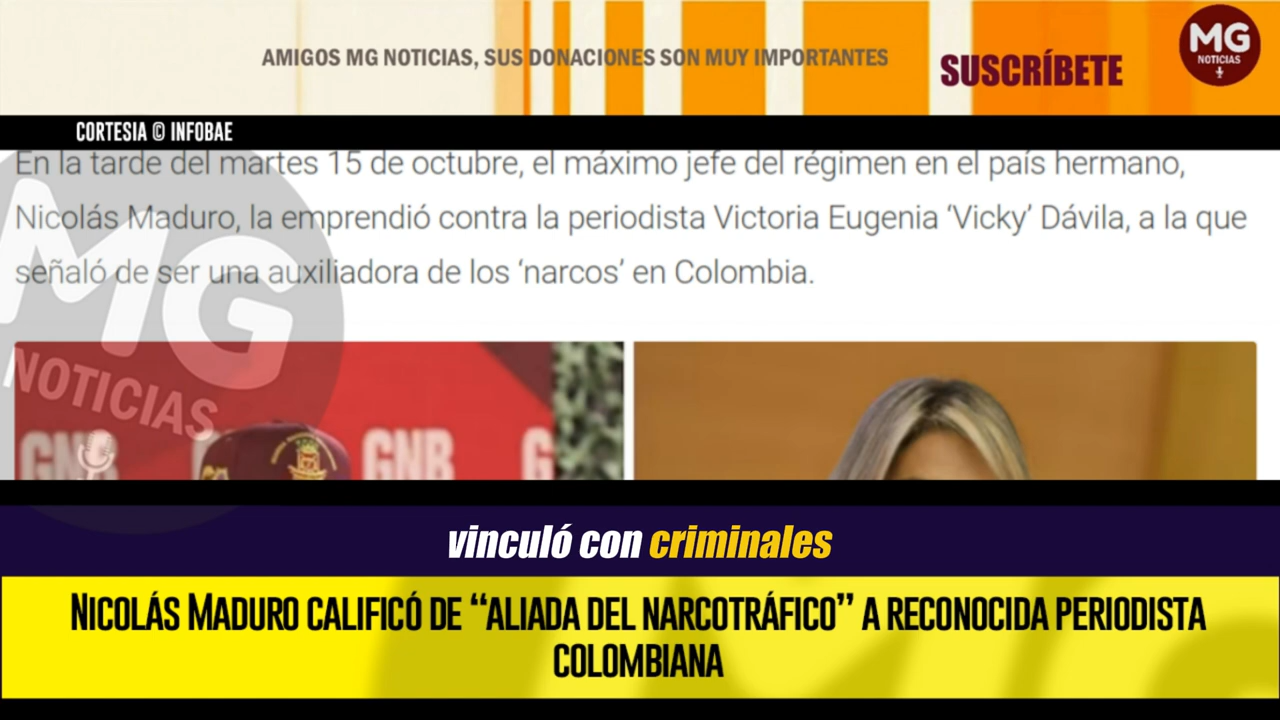 AMIGOS MG NOTICIAS, SUS DONACIONES SON MUY IMPORTANTES
SUSCRÍBETE
MG
NOTICIAS
CORTESIA © INFOBAE
En la tarde del martes 15 de octubre, el máximo jefe del régimen en el país hermano,
Nicolás Maduro, la emprendió contra la periodista Victoria Eugenia ‘Vicky’ Dávila, a la que
señaló de ser una auxiliadora de los ‘narcos’ en Colombia.
MG
NOTICIAS
GNB
GNB
G
vinculó con criminales
NICOLÁS MADURO CALIFICÓ DE “ALIADA DEL NARCOTRÁFICO” A RECONOCIDA PERIODISTA
COLOMBIANA